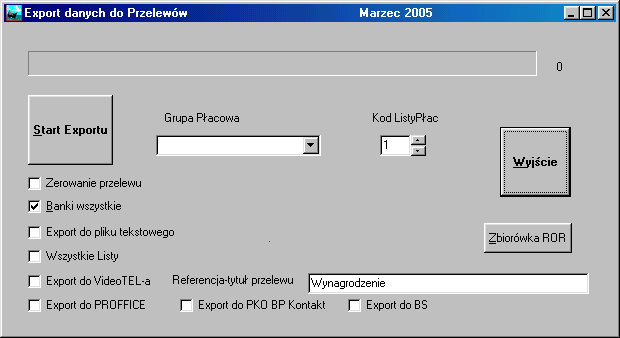 Export danych do Przelewów Marzec 2005
0
Start Exportu
Grupa Płacowa
Kod ListyPłac
1
Wyjście
Zerowanie przelewu
Banki wszystkie
Export do pliku tekstowego
Zbiorówka ROR
Wszystkie Listy
Export do VideoTEL-a
Referencja-tytuł przelewu
Wynagrodzenie
Export do PROFFICE
Export do PKO BP Kontakt
Export do BS